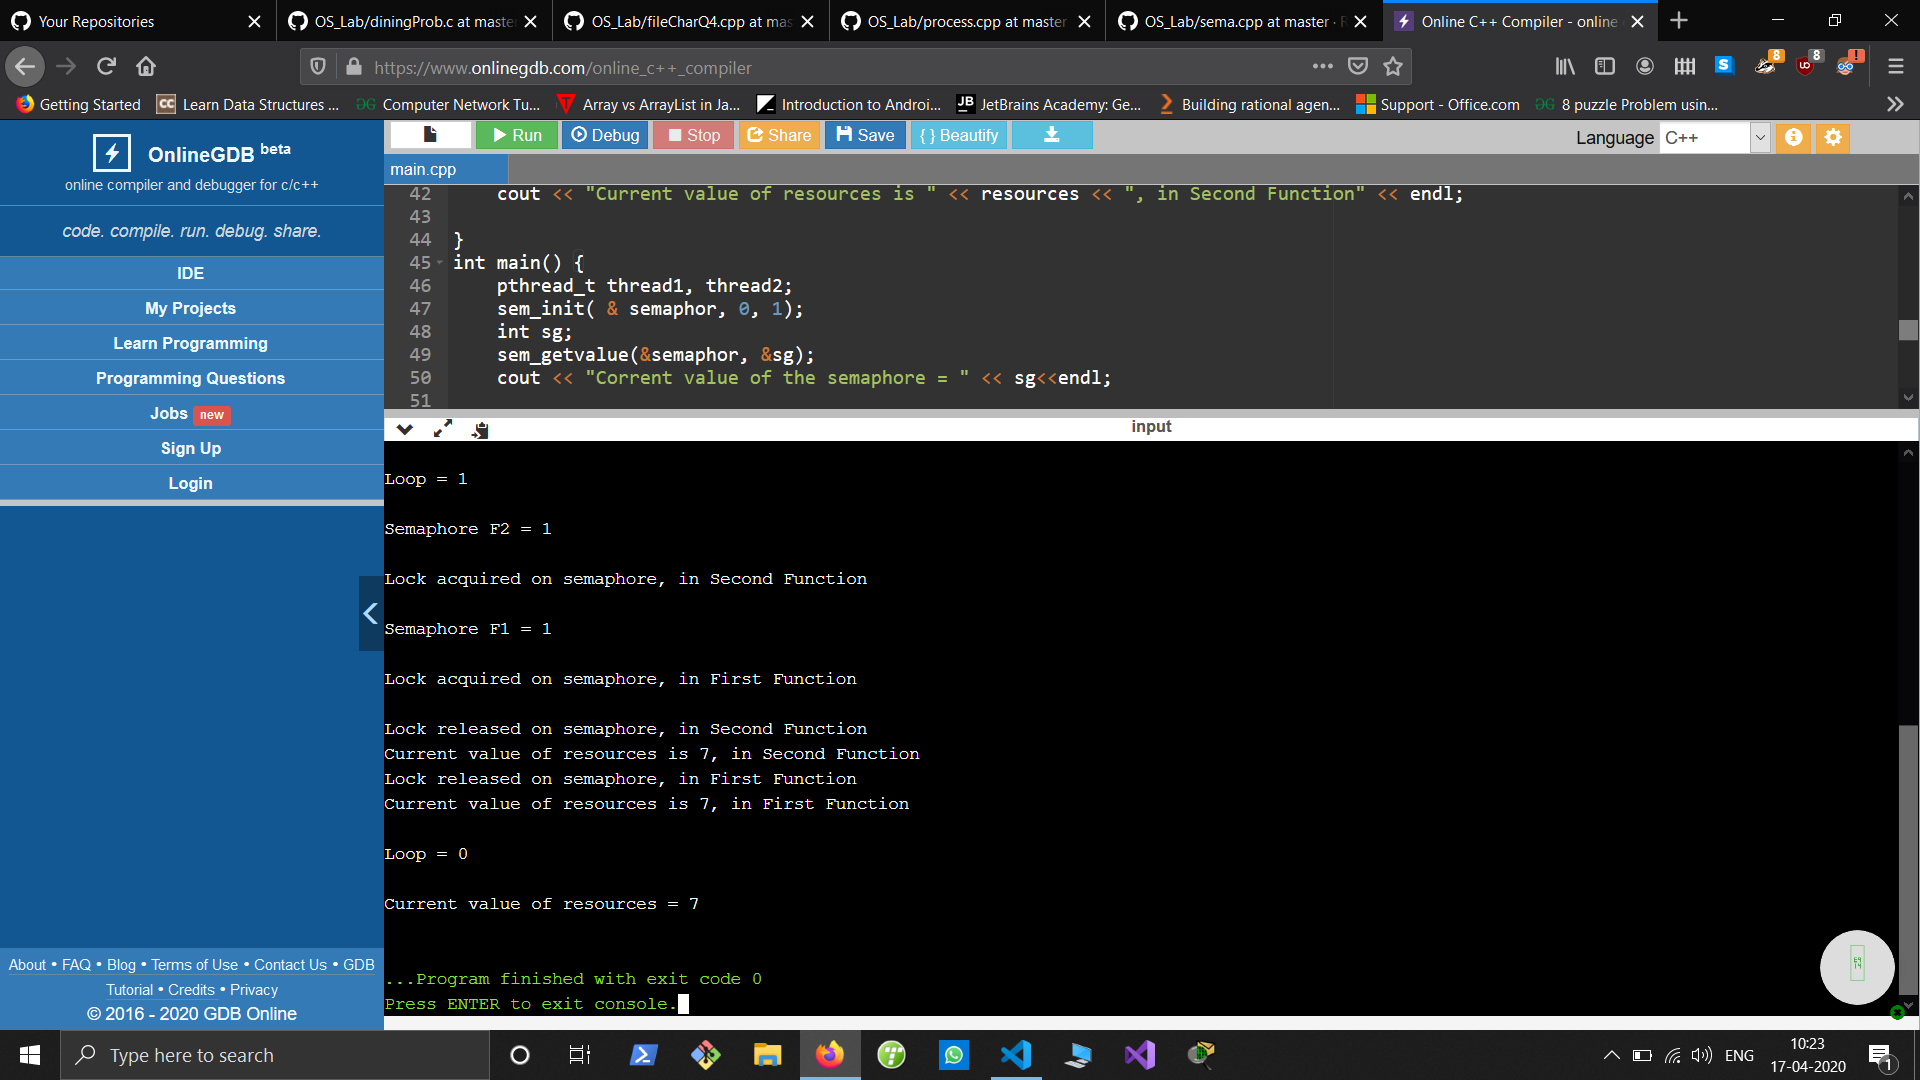 Your Repositories
OS_Lab/diningProb.c at master
OS_Lab/fileCharQ4.cpp at mas
OS_Lab/process.cpp at master
OS_Lab/sema.cpp at master · R
Online C++ Compiler - online
https://www.onlinegdb.com/online_c++_compiler
8
8
!
Getting Started
CC Learn Data Structures ...
Computer Network Tu...
Array vs ArrayList in Ja...
Introduction to Androi...
JB JetBrains Academy: Ge...
Building rational agen...
Support - Office.com
8 puzzle Problem usin...
OnlineGDB beta
online compiler and debugger for c/c++
code. compile. run. debug. share.
IDE
My Projects
Learn Programming
Programming Questions
Jobs new
Sign Up
Login
About • FAQ • Blog • Terms of Use • Contact Us • GDB
Tutorial • Credits • Privacy
© 2016 - 2020 GDB Online
Run
Debug
Stop
Share
Save
{ } Beautify
Language C++
main.cpp
42 cout << "Current value of resources is " << resources << ", in Second Function" << endl;
43
44 }
45 int main() {
46 pthread_t thread1, thread2;
47 sem_init( & semaphor, 0, 1);
48 int sg;
49 sem_getvalue(&semaphor, &sg);
50 cout << "Corrent value of the semaphore = " << sg<<endl;
51
input
Loop = 1
Semaphore F2 = 1
Lock acquired on semaphore, in Second Function
Semaphore F1 = 1
Lock acquired on semaphore, in First Function
Lock released on semaphore, in Second Function
Current value of resources is 7, in Second Function
Lock released on semaphore, in First Function
Current value of resources is 7, in First Function
Loop = 0
Current value of resources = 7
...Program finished with exit code 0
Press ENTER to exit console.
Type here to search
ENG
10:23
17-04-2020
1